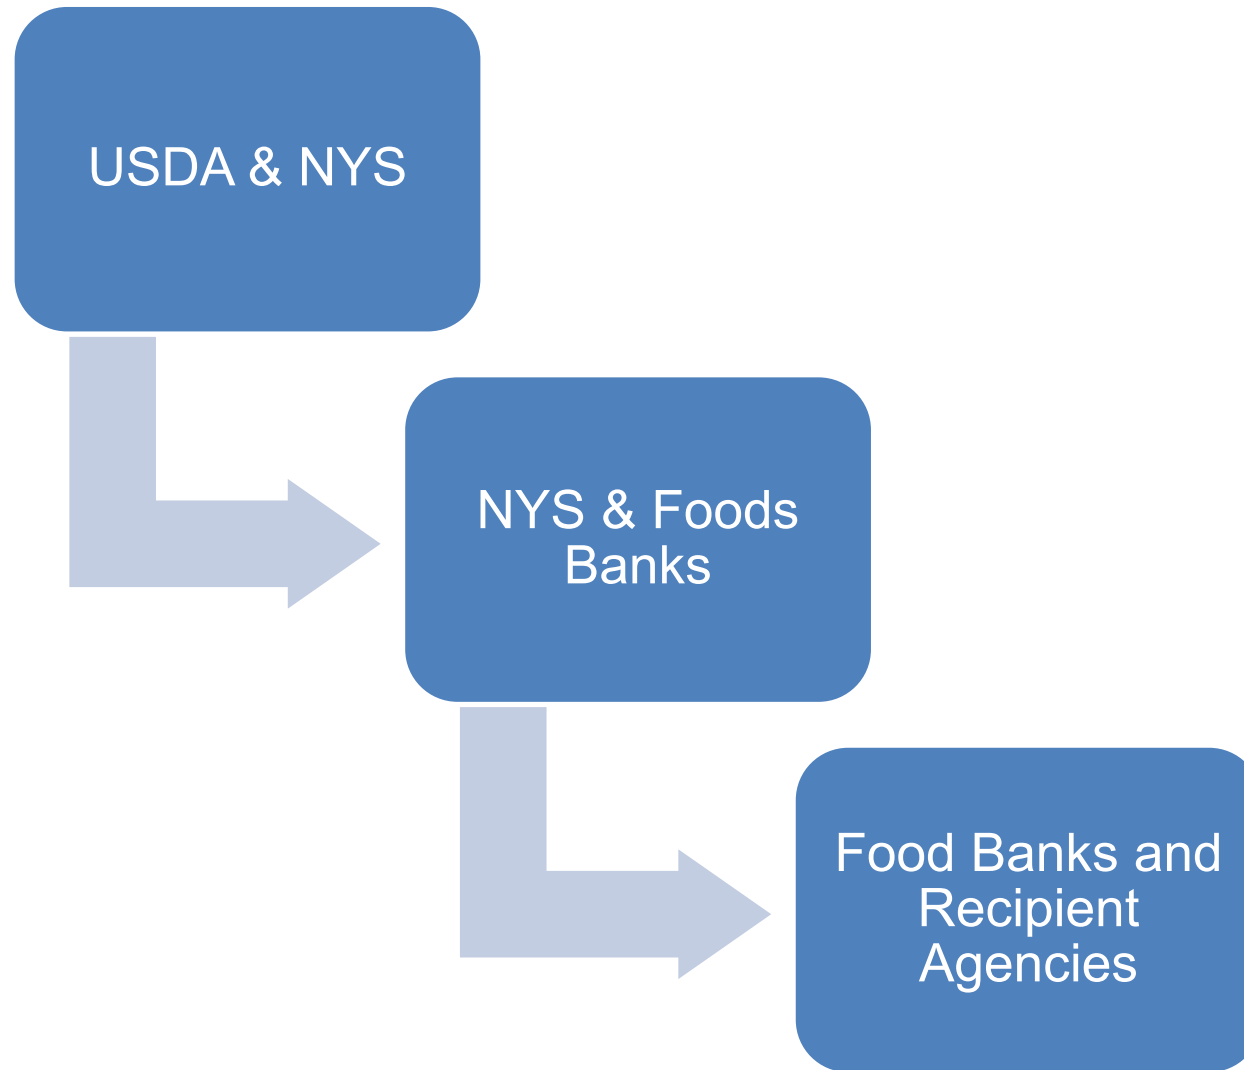 USDA & NYS
NYS & Foods
Banks
Food Banks and
Recipient
Agencies